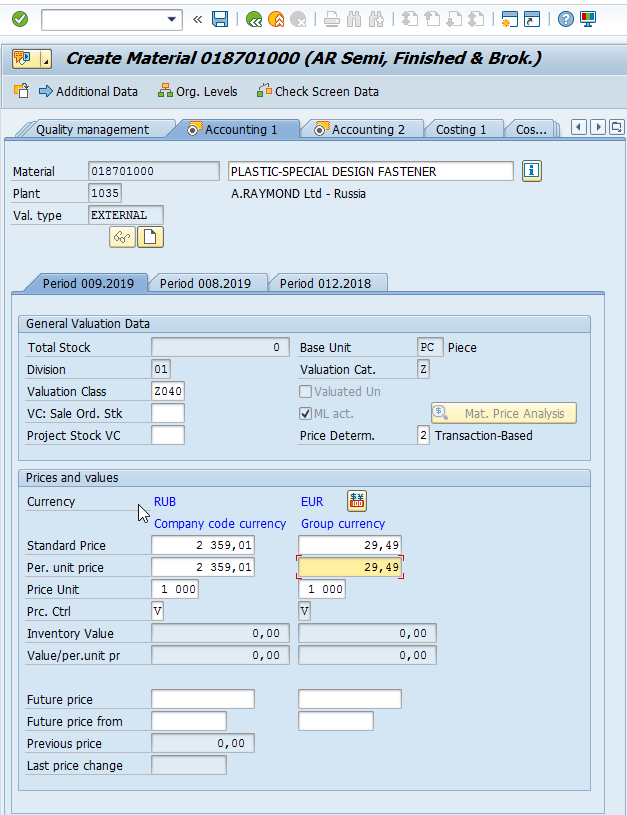 Create Material 018701000 (AR Semi, Finished & Brok.)
Additional Data Org. Levels Check Screen Data
Quality management Accounting 1 Accounting 2 Costing 1 Cos...
Material 018701000 PLASTIC-SPECIAL DESIGN FASTENER
Plant 1035 A.RAYMOND Ltd - Russia
Val. type EXTERNAL
Period 009.2019 Period 008.2019 Period 012.2018
General Valuation Data
Total Stock 0 Base Unit PC Piece
Division 01 Valuation Cat. Z
Valuation Class Z040 Valuated Un
VC: Sale Ord. Stk ML act. Mat. Price Analysis
Project Stock VC Price Determ. 2 Transaction-Based
Prices and values
Currency RUB EUR
Company code currency Group currency
Standard Price 2 359,01 29,49
Per. unit price 2 359,01 29,49
Price Unit 1 000 1 000
Prc. Ctrl V V
Inventory Value 0,00 0,00
Value/per.unit pr 0,00 0,00
Future price
Future price from
Previous price 0,00
Last price change